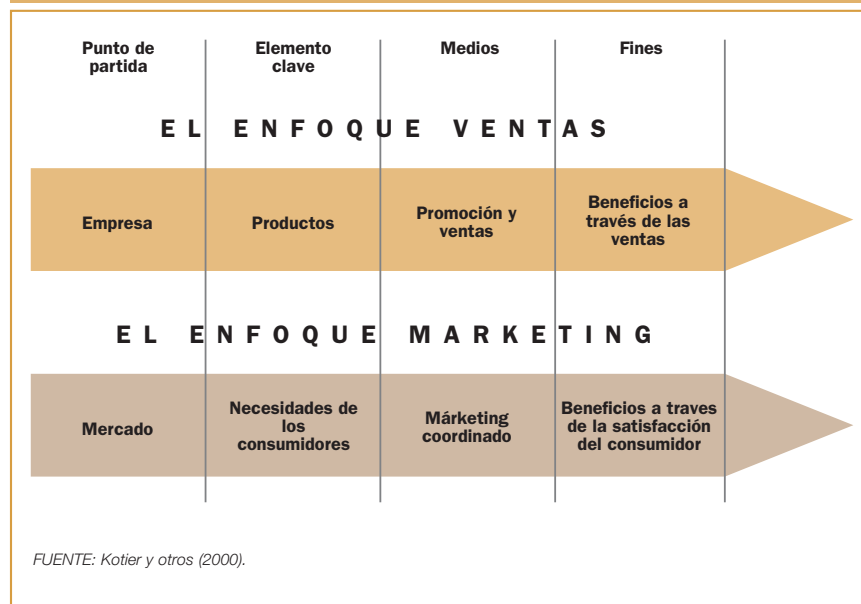 Punto de
partida
Elemento
clave
Medios
Fines
EL ENFOQUE VENTAS
Empresa
Productos
Promoción y
ventas
Beneficios a
través de las
ventas
EL ENFOQUE MARKETING
Mercado
Necesidades de
los
consumidores
Márketing
coordinado
Beneficios a traves
de la satisfacción
del consumidor
FUENTE: Kotier y otros (2000).